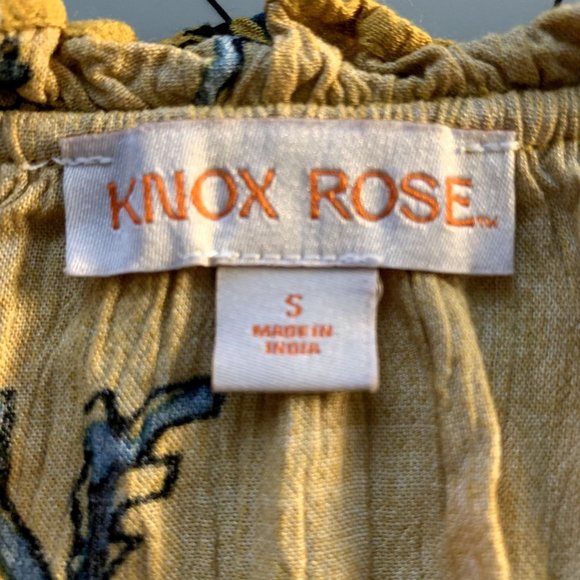 KNOX ROSE™
S
MADE IN
INDIA